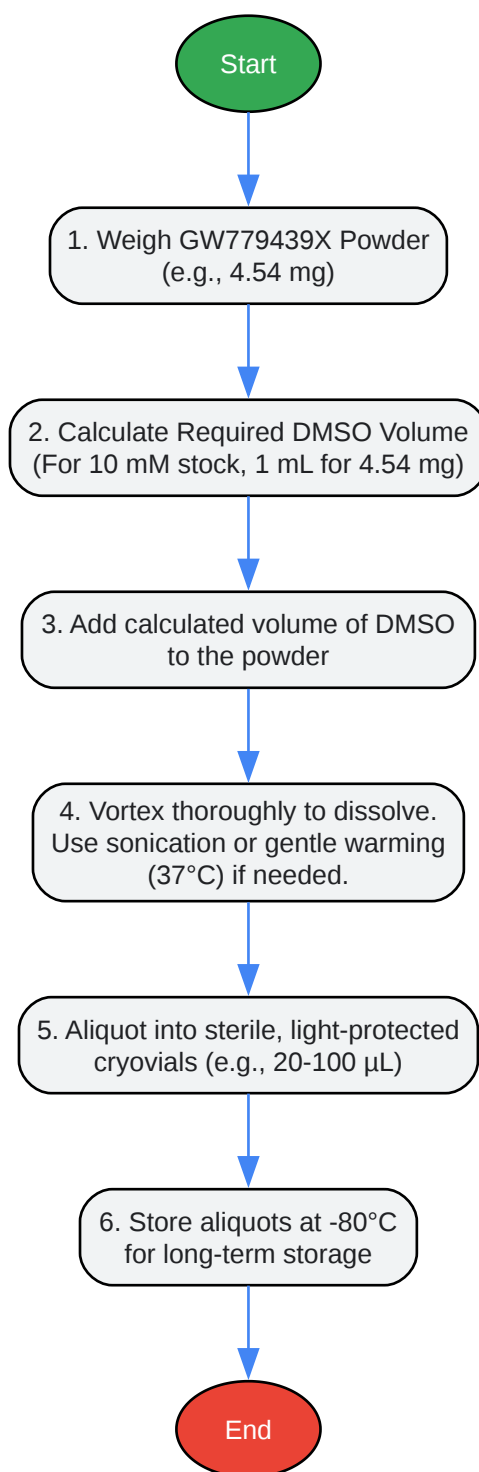 Start
1. Weigh GW779439X Powder
(e.g., 4.54 mg)
2. Calculate Required DMSO Volume
(For 10 mM stock, 1 mL for 4.54 mg)
3. Add calculated volume of DMSO
to the powder
4. Vortex thoroughly to dissolve.
Use sonication or gentle warming
(37°C) if needed.
5. Aliquot into sterile, light-protected
cryovials (e.g., 20-100 µL)
6. Store aliquots at -80°C
for long-term storage
End